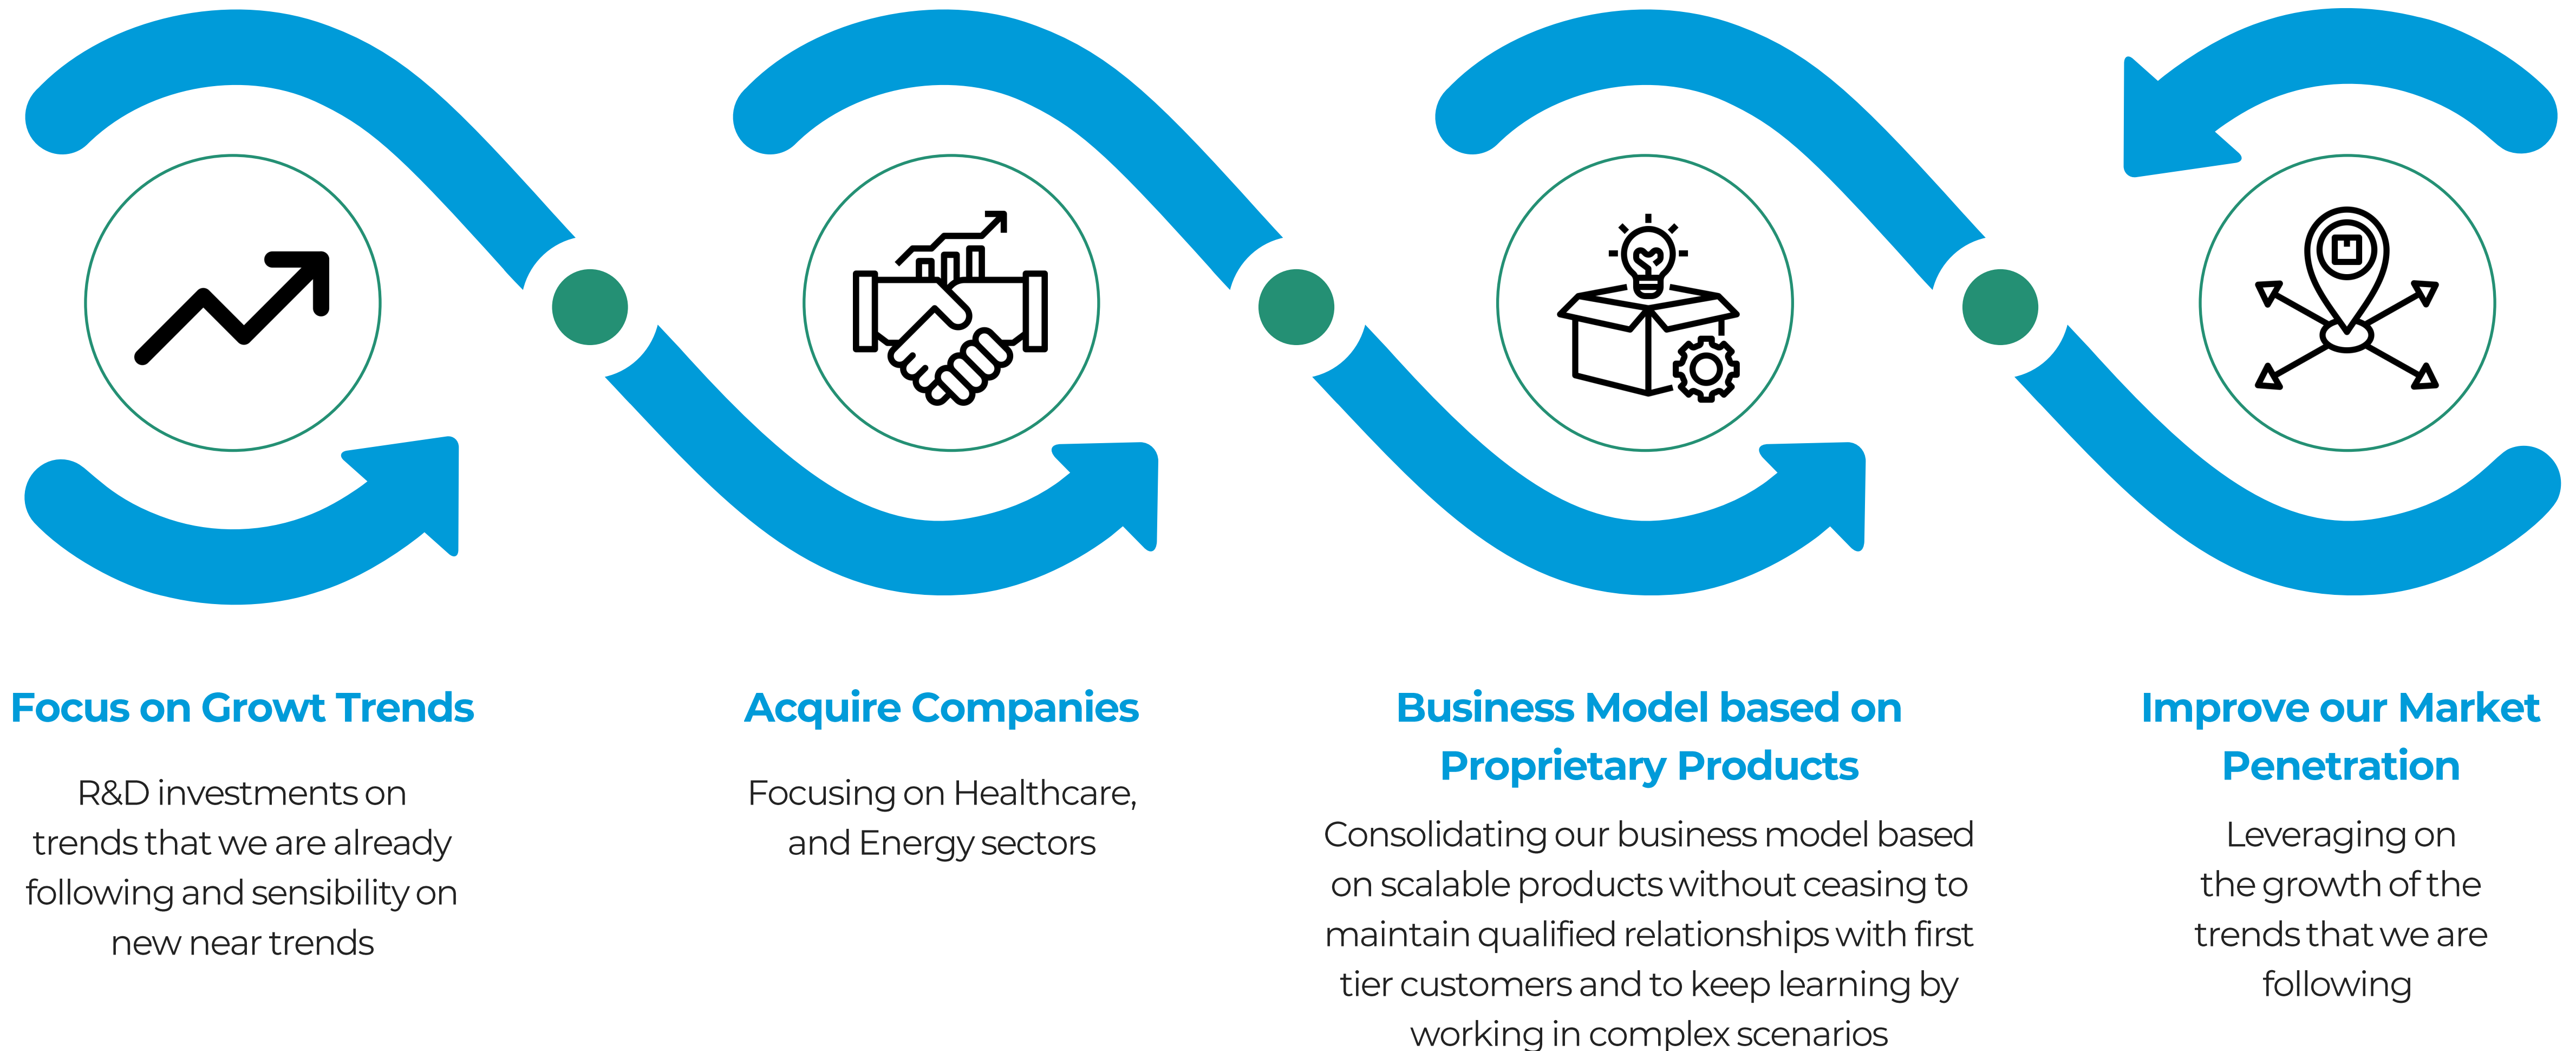 Focus on Growt Trends
R&D investments on
trends that we are already
following and sensibility on
new near trends
Acquire Companies
Focusing on Healthcare,
and Energy sectors
Business Model based on
Proprietary Products
Consolidating our business model based
on scalable products without ceasing to
maintain qualified relationships with first
tier customers and to keep learning by
working in complex scenarios
Improve our Market
Penetration
Leveraging on
the growth of the
trends that we are
following